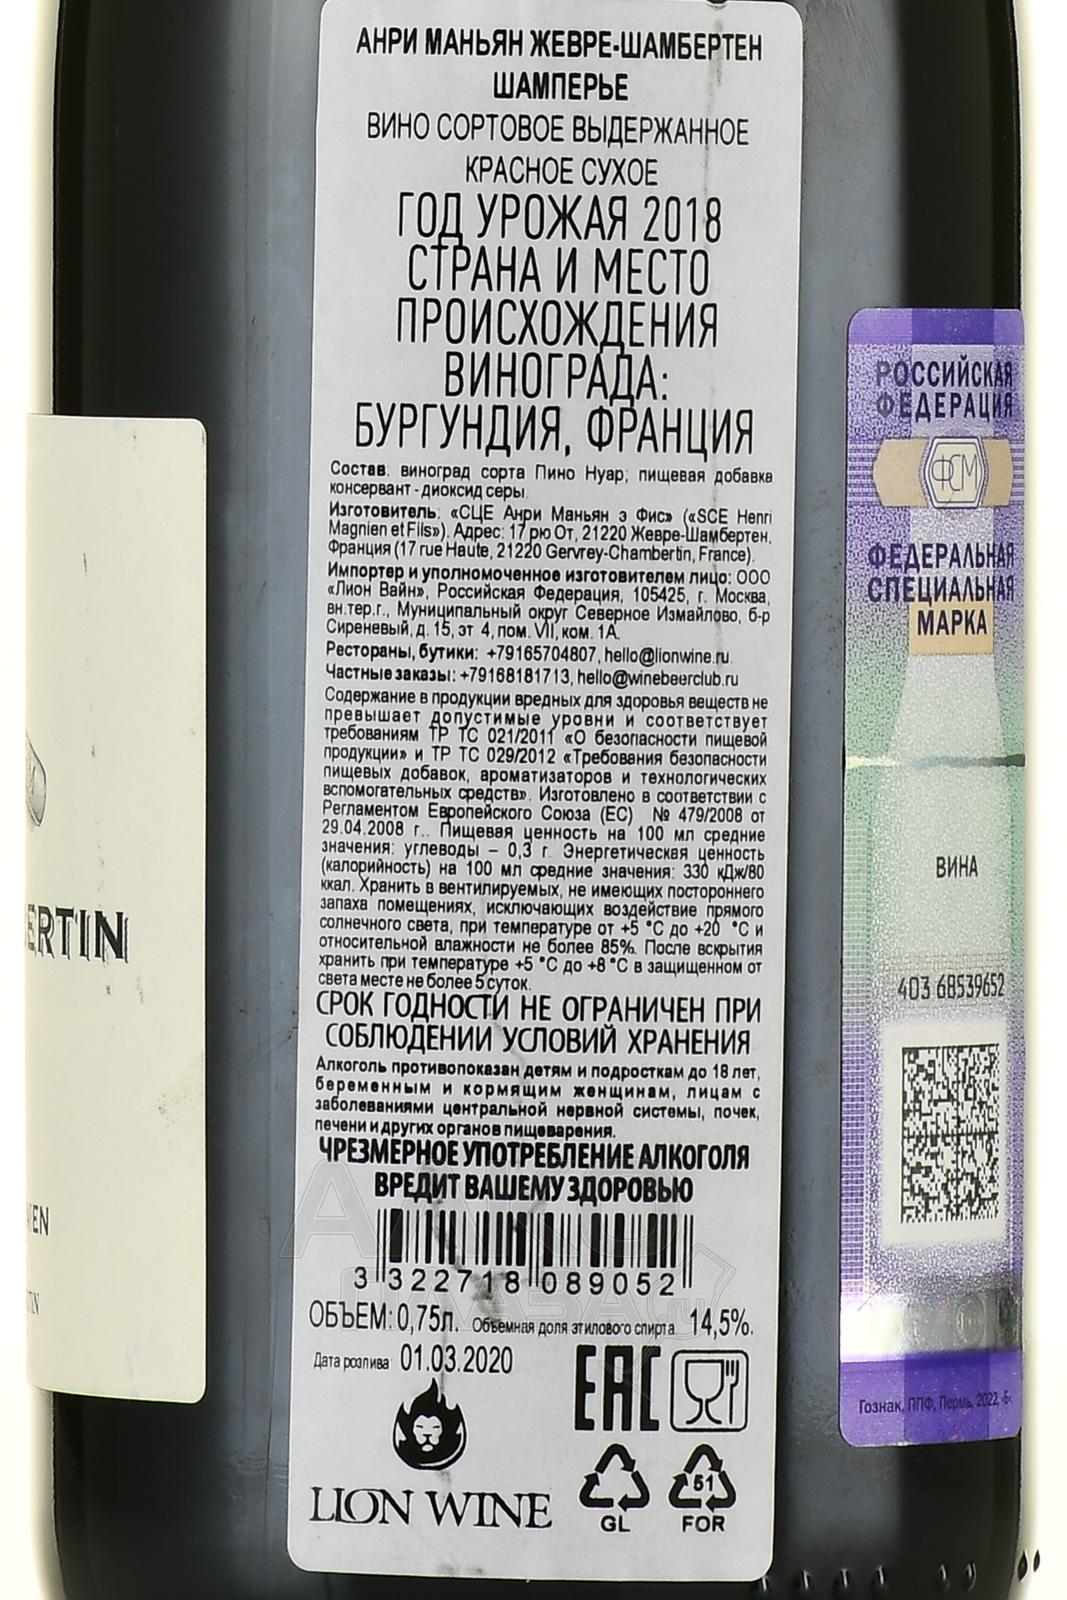 АНРИ МАНЬЯН ЖЕВРЕ-ШАМБЕРТЕН
ШАМПЕРЬЕ
ВИНО СОРТОВОЕ ВЫДЕРЖАННОЕ
КРАСНОЕ СУХОЕ
ГОД УРОЖАЯ 2018
СТРАНА И МЕСТО
ПРОИСХОЖДЕНИЯ
ВИНОГРАДА:
БУРГУНДИЯ, ФРАНЦИЯ
Состав: виноград сорта Пино Нуар; пищевая добавка
консервант - диоксид серы.
Изготовитель: «СЦЕ Анри Маньян э Фис» («SCE Henri
Magnien et Fils»). Адрес: 17 рю От, 21220 Жевре-Шамбертен,
Франция (17 rue Haute, 21220 Gervrey-Chambertin, France).
Импортер и уполномоченное изготовителем лицо: ООО
«Лион Вайн», Российская Федерация, 105425, г. Москва,
вн.тер.г., Муниципальный округ Северное Измайлово, б-р
Сиреневый, д. 15, эт 4, пом. VII, ком. 1А.
Рестораны, бутики: +79165704807, hello@lionwine.ru.
Частные заказы: +79168181713, hello@winebeerclub.ru
Содержание в продукции вредных для здоровья веществ не
превышает допустимые уровни и соответствует
требованиям ТР ТС 021/2011 «О безопасности пищевой
продукции» и ТР ТС 029/2012 «Требования безопасности
пищевых добавок, ароматизаторов и технологических
вспомогательных средств». Изготовлено в соответствии с
Регламентом Европейского Союза (ЕС) № 479/2008 от
29.04.2008 г.. Пищевая ценность на 100 мл средние
значения: углеводы – 0,3 г. Энергетическая ценность
(калорийность) на 100 мл средние значения: 330 кДж/80
ккал. Хранить в вентилируемых, не имеющих постороннего
запаха помещениях, исключающих воздействие прямого
солнечного света, при температуре от +5 °С до +20 °С и
относительной влажности не более 85%. После вскрытия
хранить при температуре +5 °С до +8 °С в защищенном от
света месте не более 5 суток.
СРОК ГОДНОСТИ НЕ ОГРАНИЧЕН ПРИ
СОБЛЮДЕНИИ УСЛОВИЙ ХРАНЕНИЯ
Алкоголь противопоказан детям и подросткам до 18 лет,
беременным и кормящим женщинам, лицам с
заболеваниями центральной нервной системы, почек,
печени и других органов пищеварения.
ЧРЕЗМЕРНОЕ УПОТРЕБЛЕНИЕ АЛКОГОЛЯ
ВРЕДИТ ВАШЕМУ ЗДОРОВЬЮ
3 322718 089052
ОБЪЕМ: 0,75л. Объемная доля этилового спирта 14,5%.
Дата розлива 01.03.2020
EAC
LION WINE
GL
51
FOR
РОССИЙСКАЯ
ФЕДЕРАЦИЯ
ФСМ
ФЕДЕРАЛЬНАЯ
СПЕЦИАЛЬНАЯ
МАРКА
ВИНА
403 68539652
Гознак, ППФ, Пермь, 2022, «Б».
ERTIN